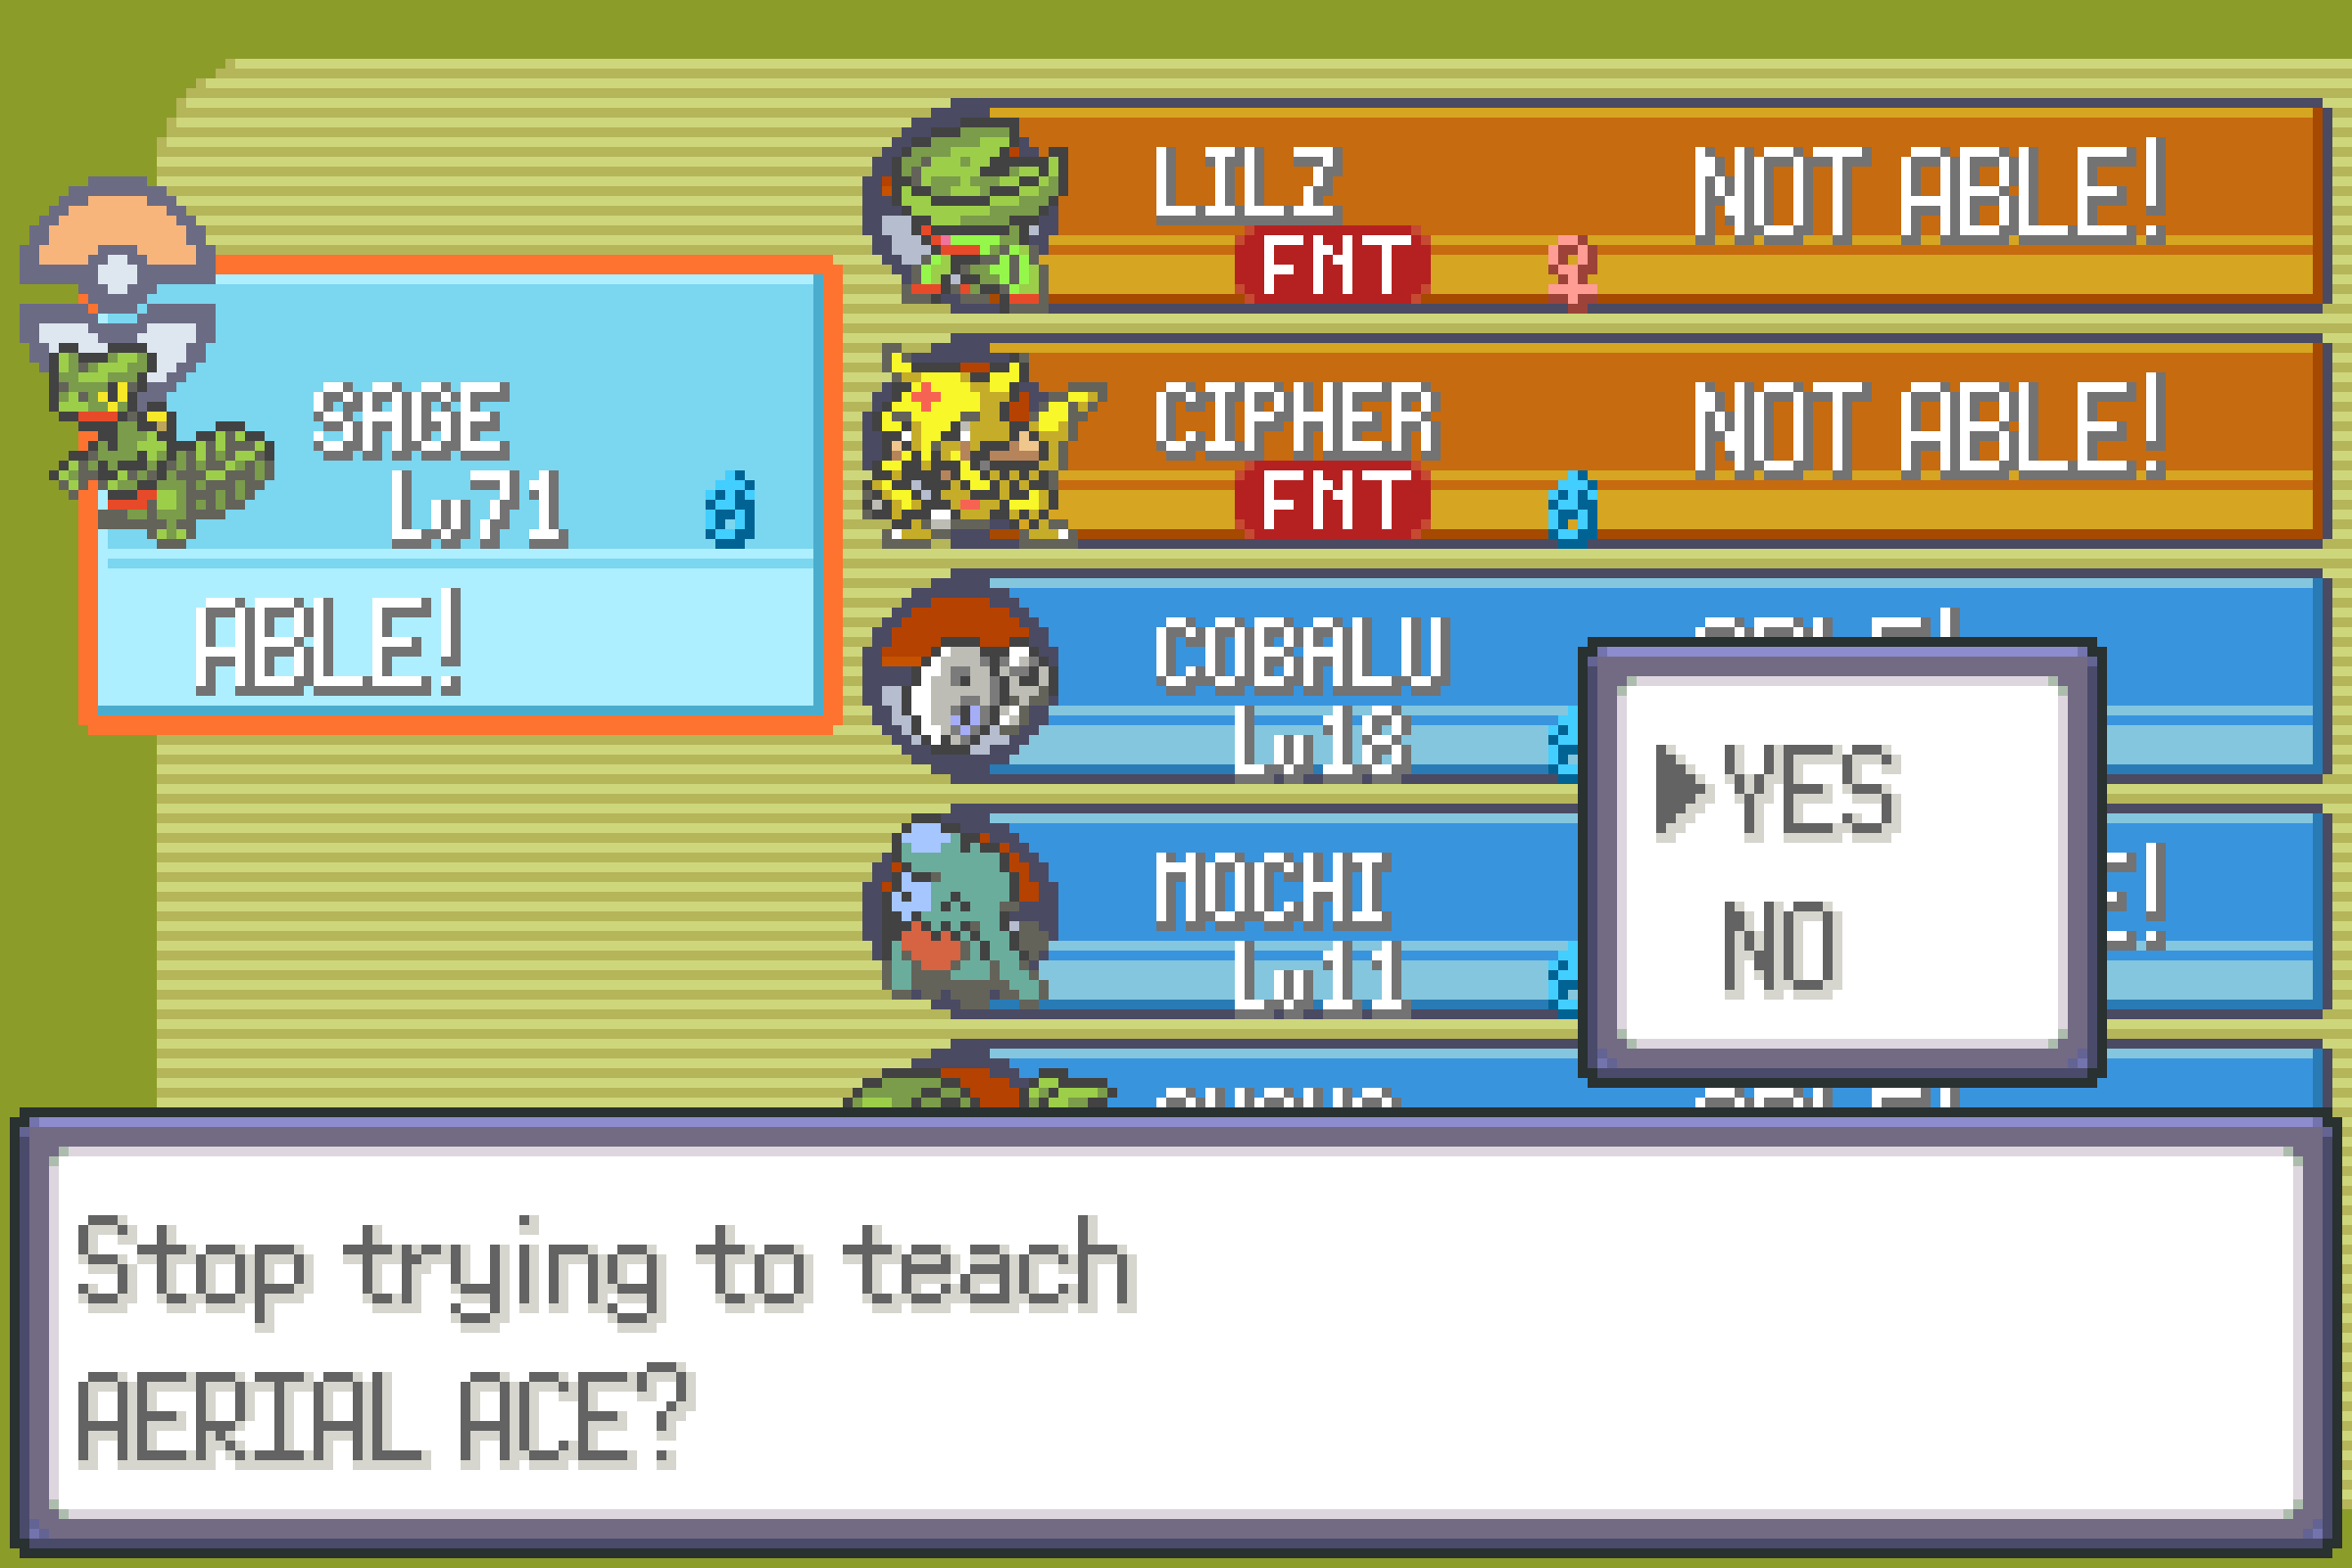 SAGE
Lv71 ♂
ABLE!
LILZ NOT ABLE!
FNT ♀
CIPHER NOT ABLE!
FNT ♂
COBALU ABLE!
Lv18
MOCHI
Lv11
YES
NO
Stop trying to teach
AERIAL ACE?